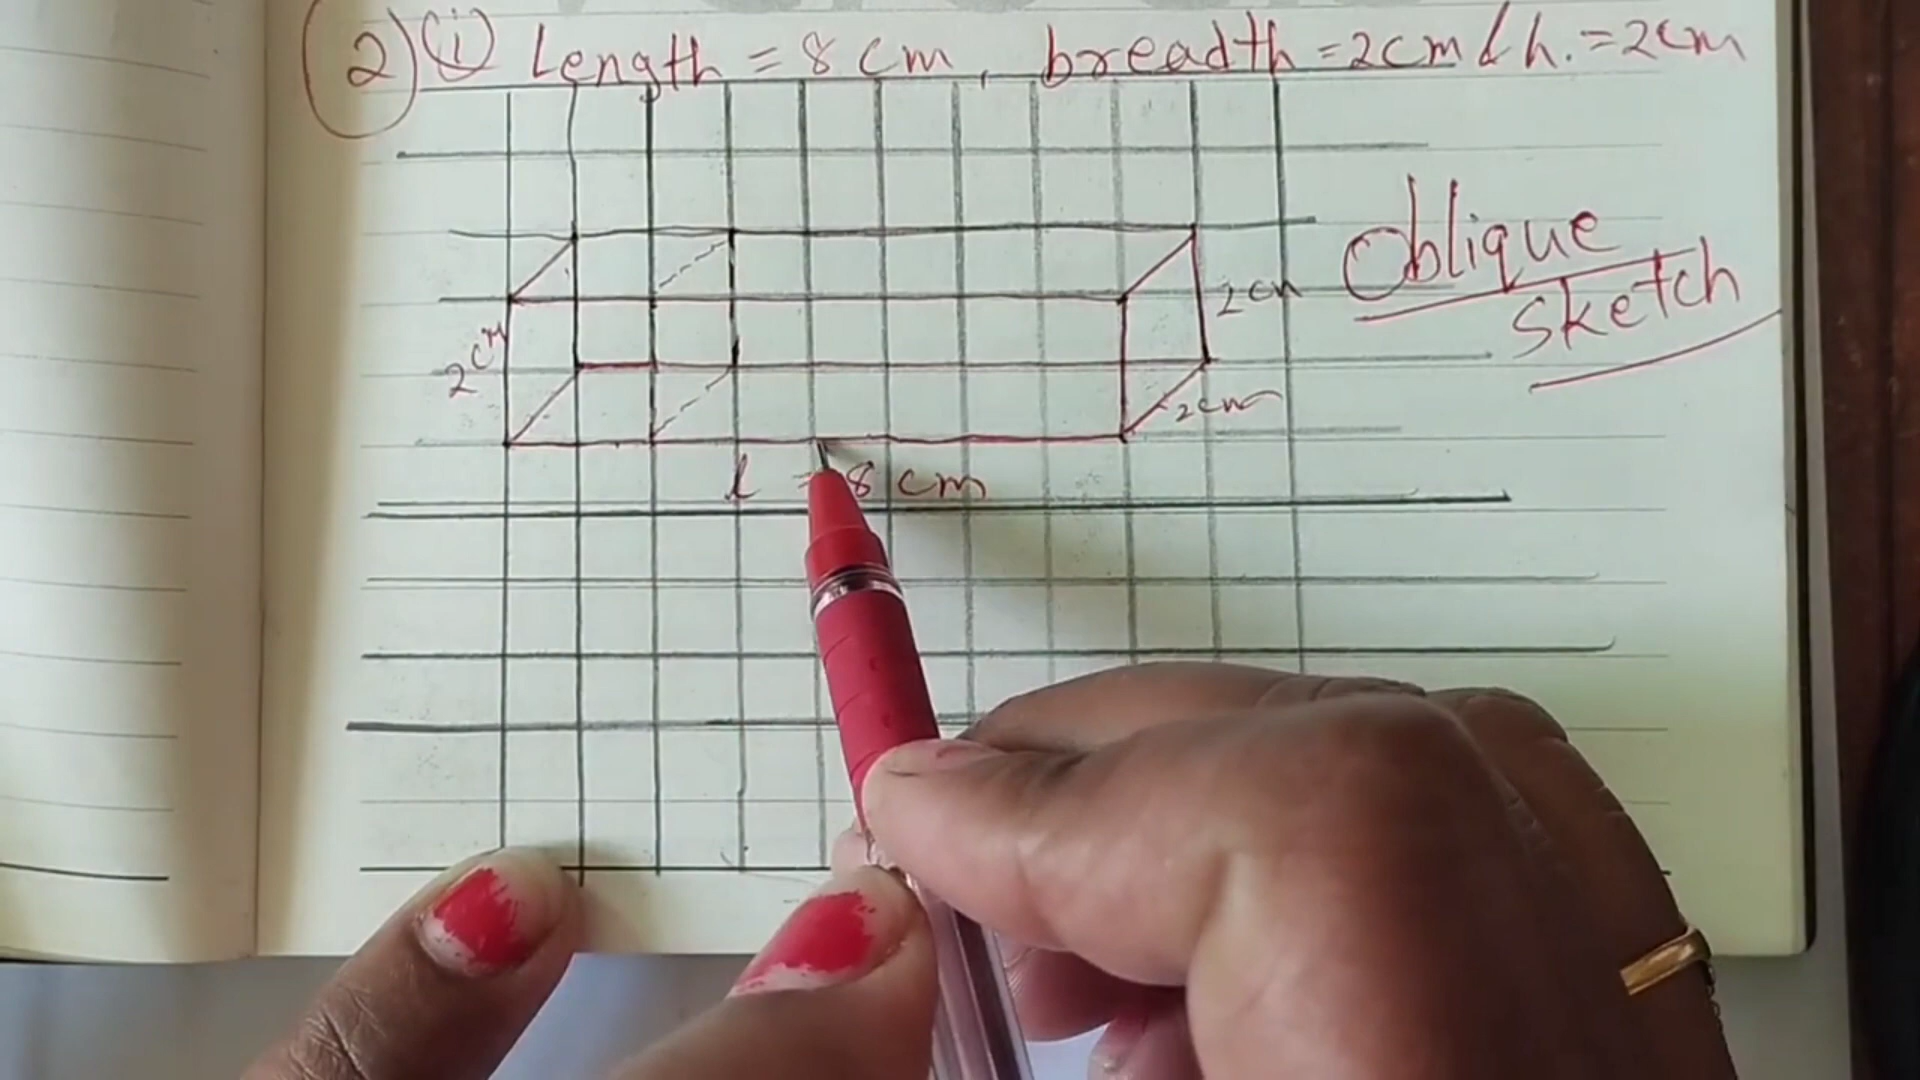 2) (i) Length = 8 cm, breadth = 2cm & h. = 2cm
Oblique
sketch
2cm
2cm
2cm
l = 8 cm